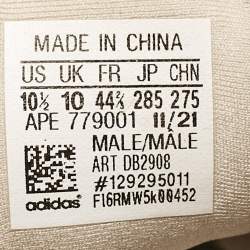 MADE IN CHINA
US UK FR JP CHN
10½ 10 44⅔ 285 275
APE 779001 11/21
MALE/MALE
ART DB2908
#129295011
adidas F16RMW5k00452